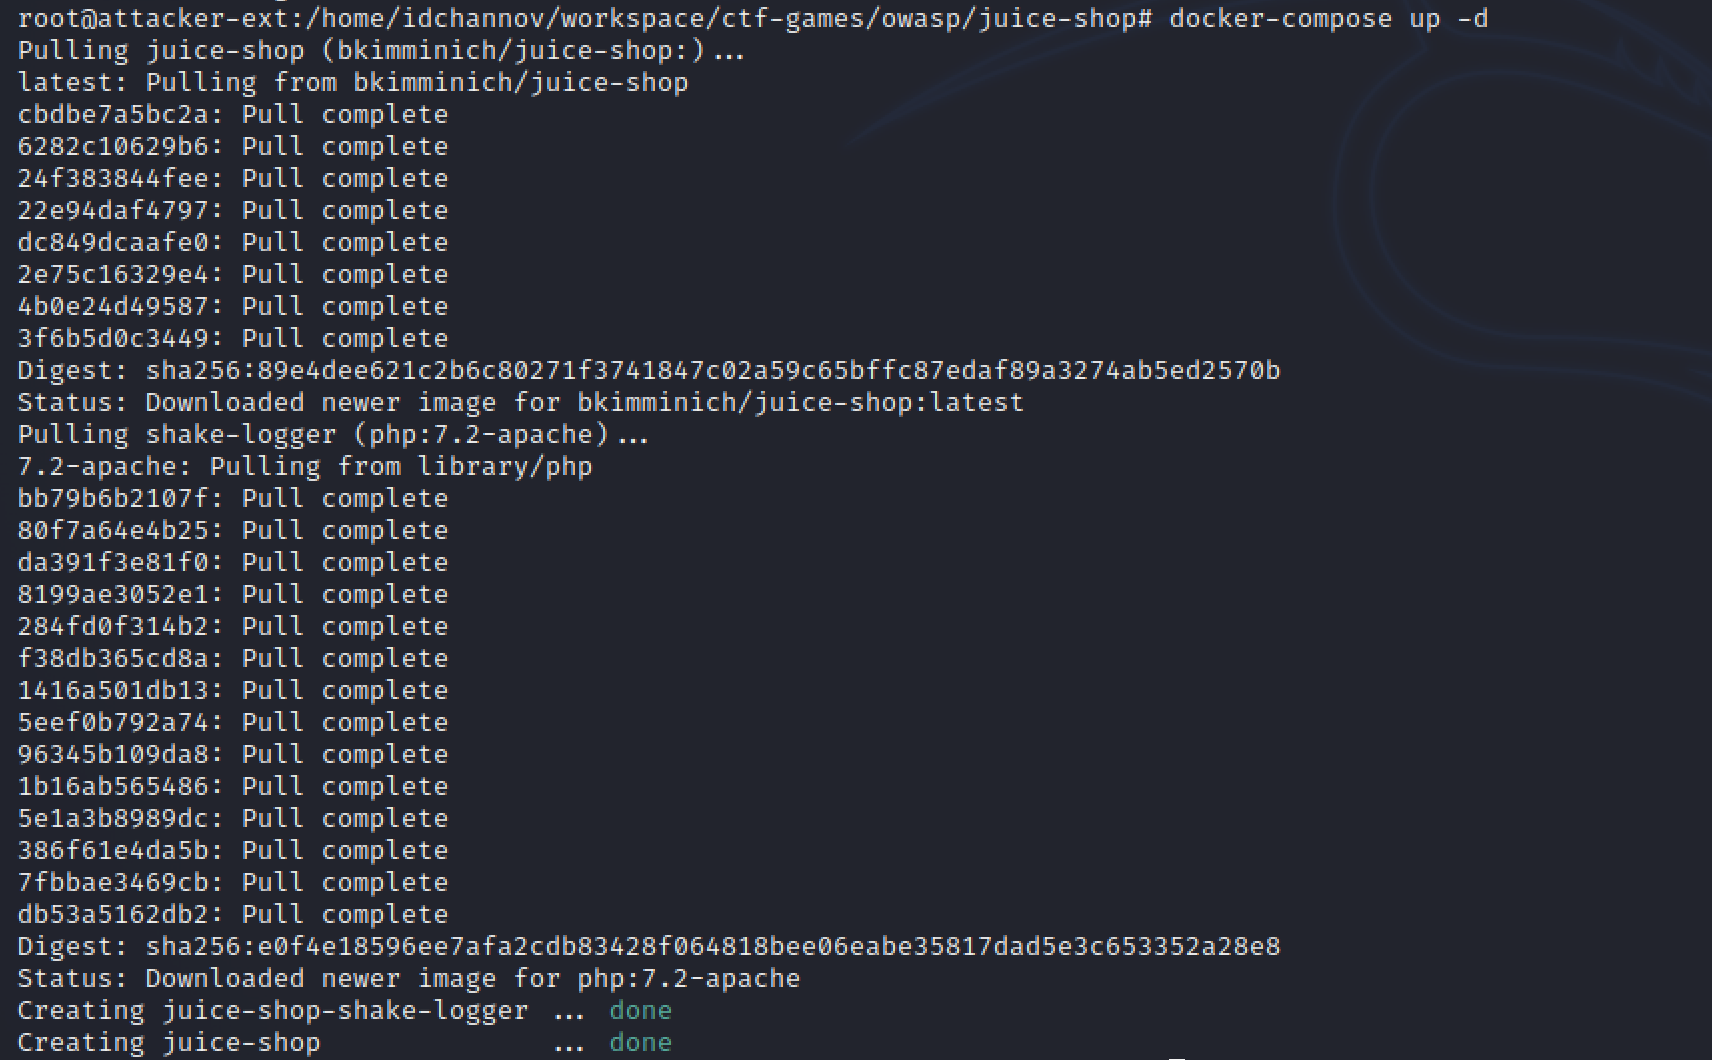 root@attacker-ext:/home/idchannov/workspace/ctf-games/owasp/juice-shop# docker-compose up -d
Pulling juice-shop (bkimminich/juice-shop:)...
latest: Pulling from bkimminich/juice-shop
cbdbe7a5bc2a: Pull complete
6282c10629b6: Pull complete
24f383844fee: Pull complete
22e94daf4797: Pull complete
dc849dcaafe0: Pull complete
2e75c16329e4: Pull complete
4b0e24d49587: Pull complete
3f6b5d0c3449: Pull complete
Digest: sha256:89e4dee621c2b6c80271f3741847c02a59c65bffc87edaf89a3274ab5ed2570b
Status: Downloaded newer image for bkimminich/juice-shop:latest
Pulling shake-logger (php:7.2-apache)...
7.2-apache: Pulling from library/php
bb79b6b2107f: Pull complete
80f7a64e4b25: Pull complete
da391f3e81f0: Pull complete
8199ae3052e1: Pull complete
284fd0f314b2: Pull complete
f38db365cd8a: Pull complete
1416a501db13: Pull complete
5eef0b792a74: Pull complete
96345b109da8: Pull complete
1b16ab565486: Pull complete
5e1a3b8989dc: Pull complete
386f61e4da5b: Pull complete
7fbbae3469cb: Pull complete
db53a5162db2: Pull complete
Digest: sha256:e0f4e18596ee7afa2cdb83428f064818bee06eabe35817dad5e3c653352a28e8
Status: Downloaded newer image for php:7.2-apache
Creating juice-shop-shake-logger ... done
Creating juice-shop ... done